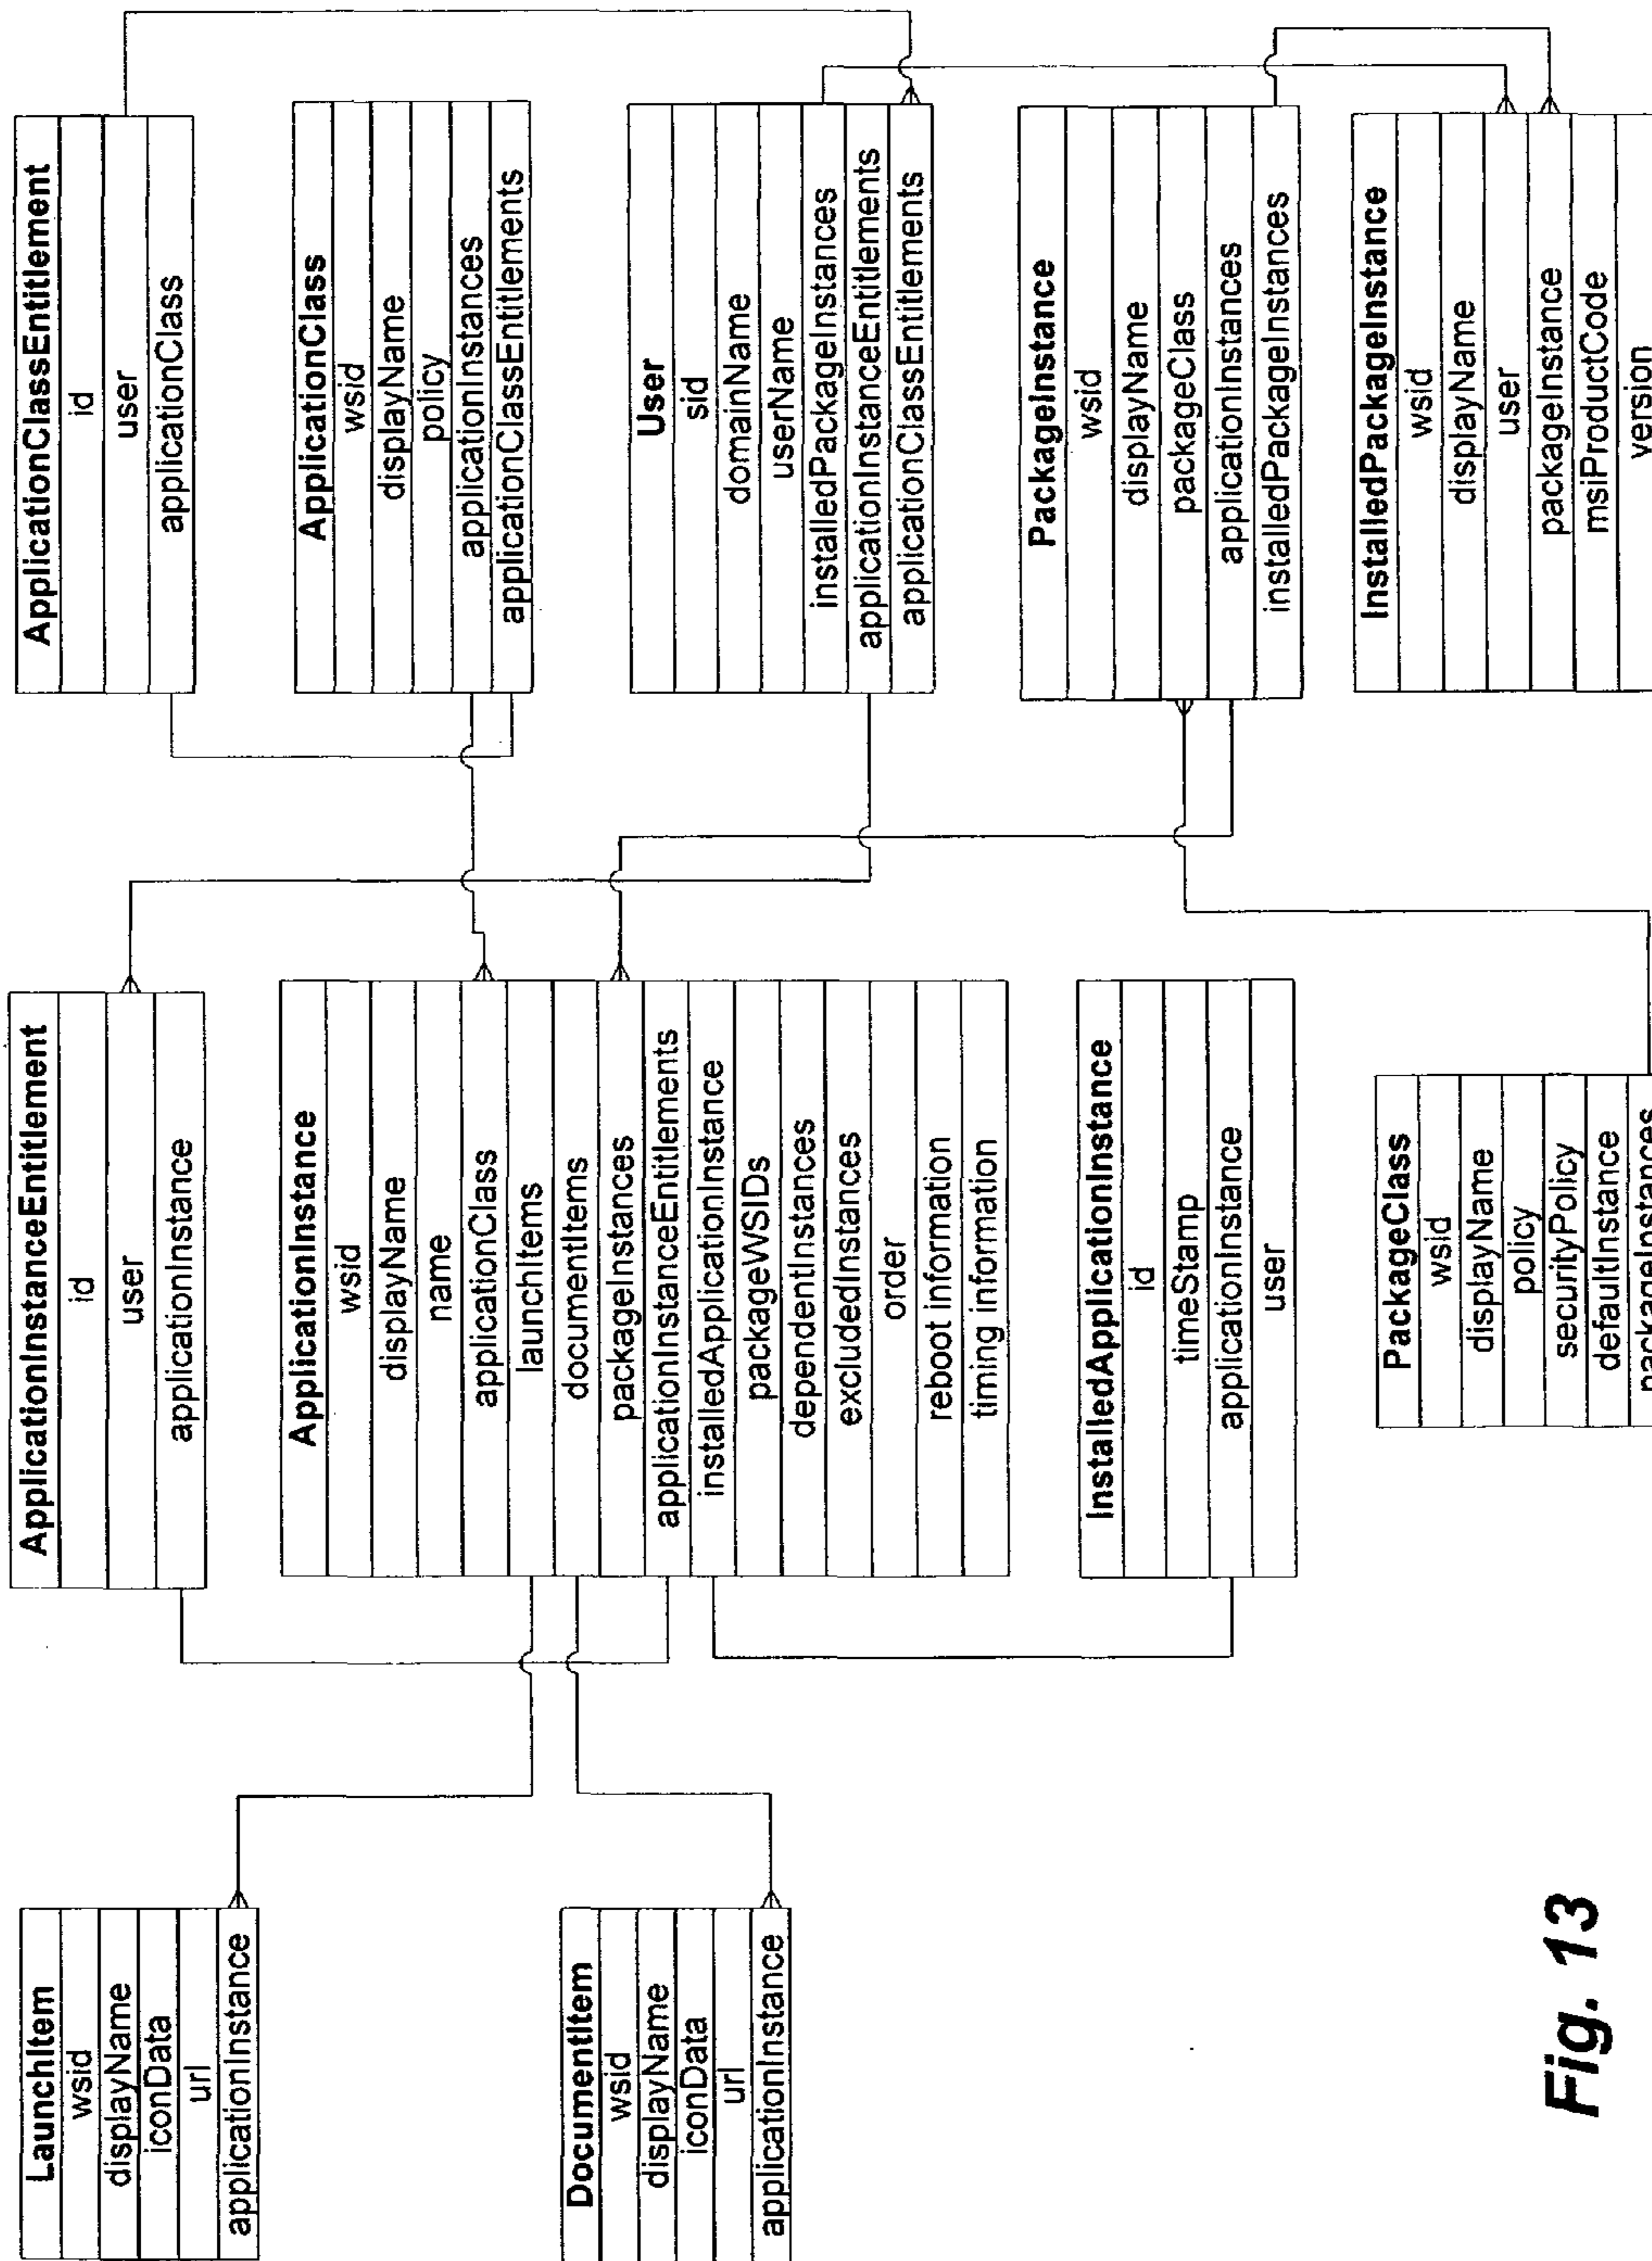 LaunchItem
wsid
displayName
iconData
url
applicationInstance
DocumentItem
wsid
displayName
iconData
url
applicationInstance
ApplicationInstanceEntitlement
id
user
applicationInstance
ApplicationInstance
wsid
displayName
name
applicationClass
launchItems
documentItems
packageInstances
applicationInstanceEntitlements
installedApplicationInstance
packageWSIDs
dependentInstances
excludedInstances
order
reboot information
timing information
InstalledApplicationInstance
id
timeStamp
applicationInstance
user
PackageClass
wsid
displayName
policy
securityPolicy
defaultInstance
packageInstances
ApplicationClassEntitlement
id
user
applicationClass
ApplicationClass
wsid
displayName
policy
applicationInstances
applicationClassEntitlements
User
sid
domainName
userName
installedPackageInstances
applicationInstanceEntitlements
applicationClassEntitlements
PackageInstance
wsid
displayName
packageClass
applicationInstances
installedPackageInstances
InstalledPackageInstance
wsid
displayName
user
packageInstance
msiProductCode
version
Fig. 13